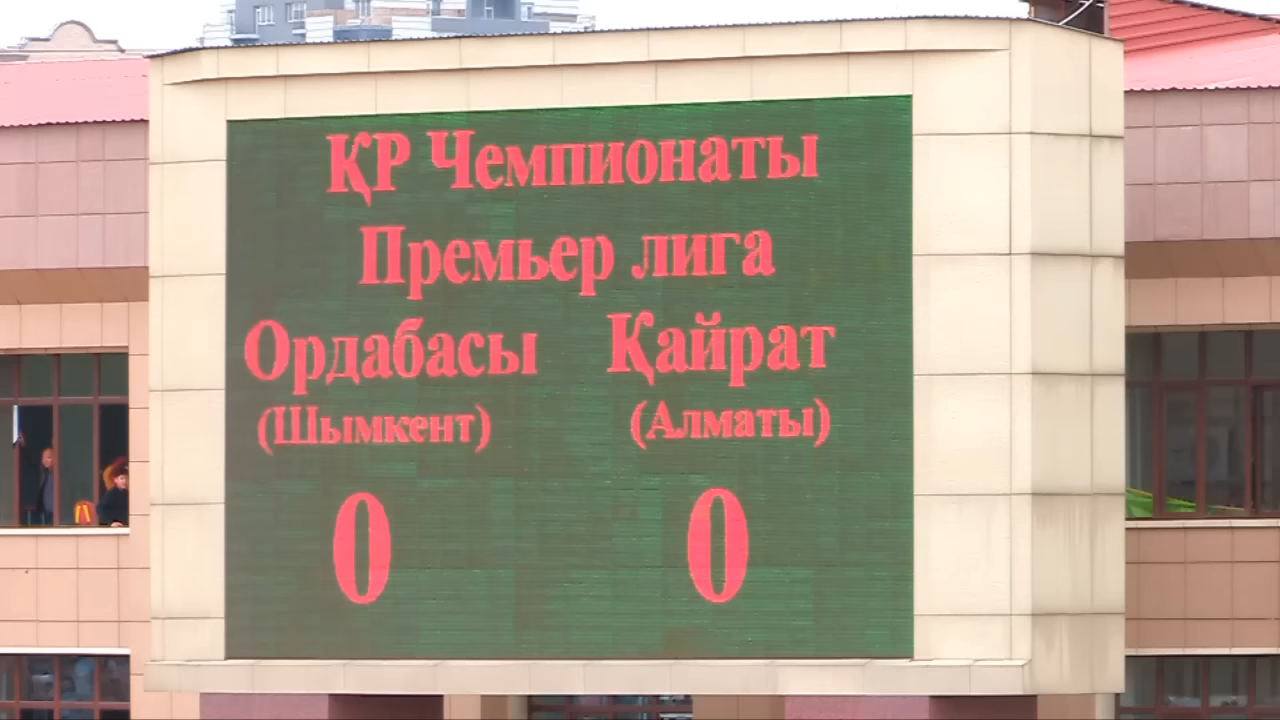 ҚР Чемпионаты
Премьер лига
Ордабасы Қайрат
(Шымкент) (Алматы)
0 0